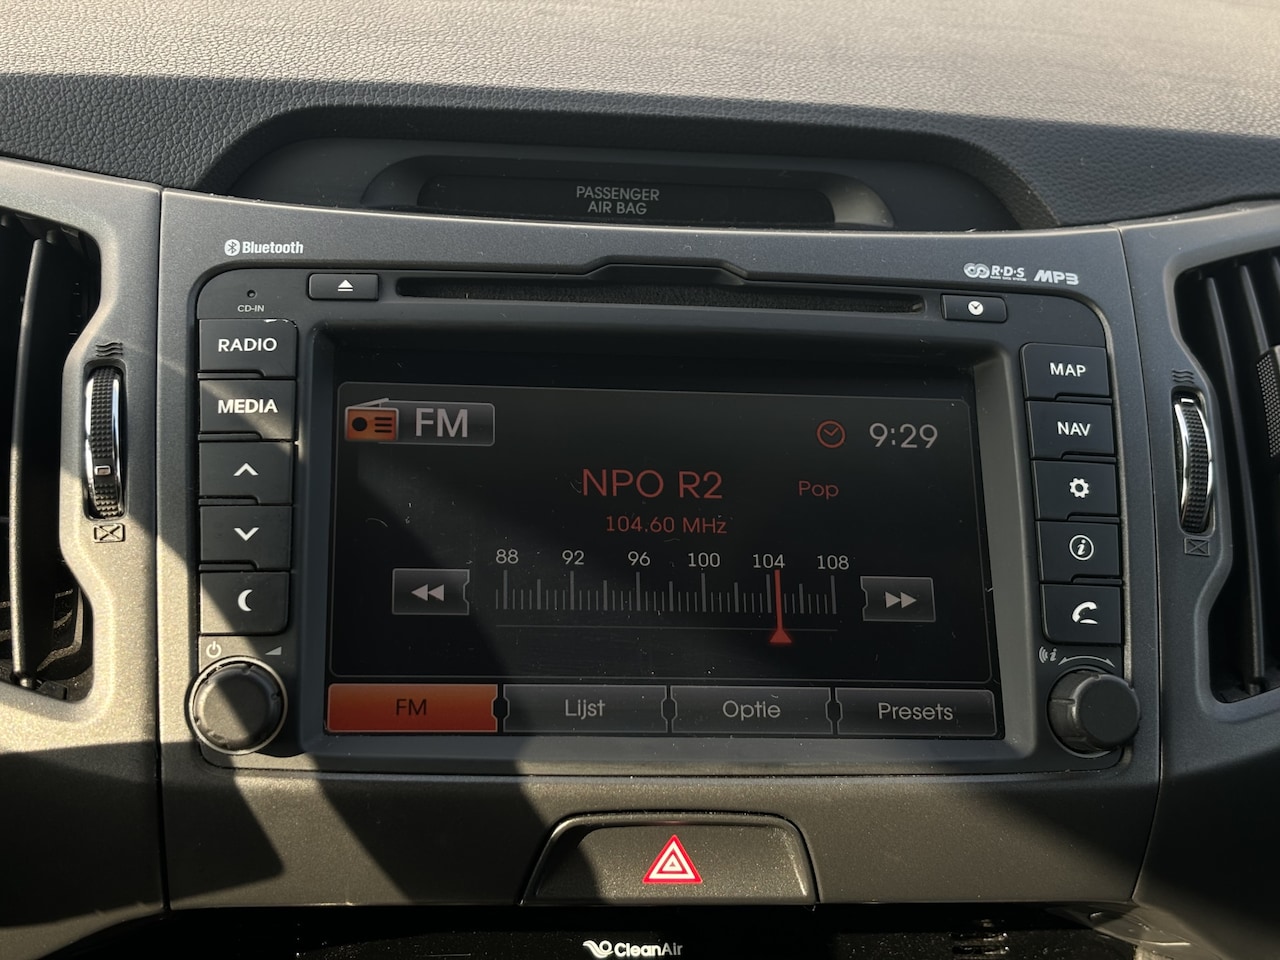 PASSENGER
AIR BAG
Bluetooth
R·D·S
MP3
CD-IN
RADIO
MEDIA
MAP
NAV
FM
9:29
NPO R2
Pop
104.60 MHz
88 92 96 100 104 108
FM
Lijst
Optie
Presets
CleanAir